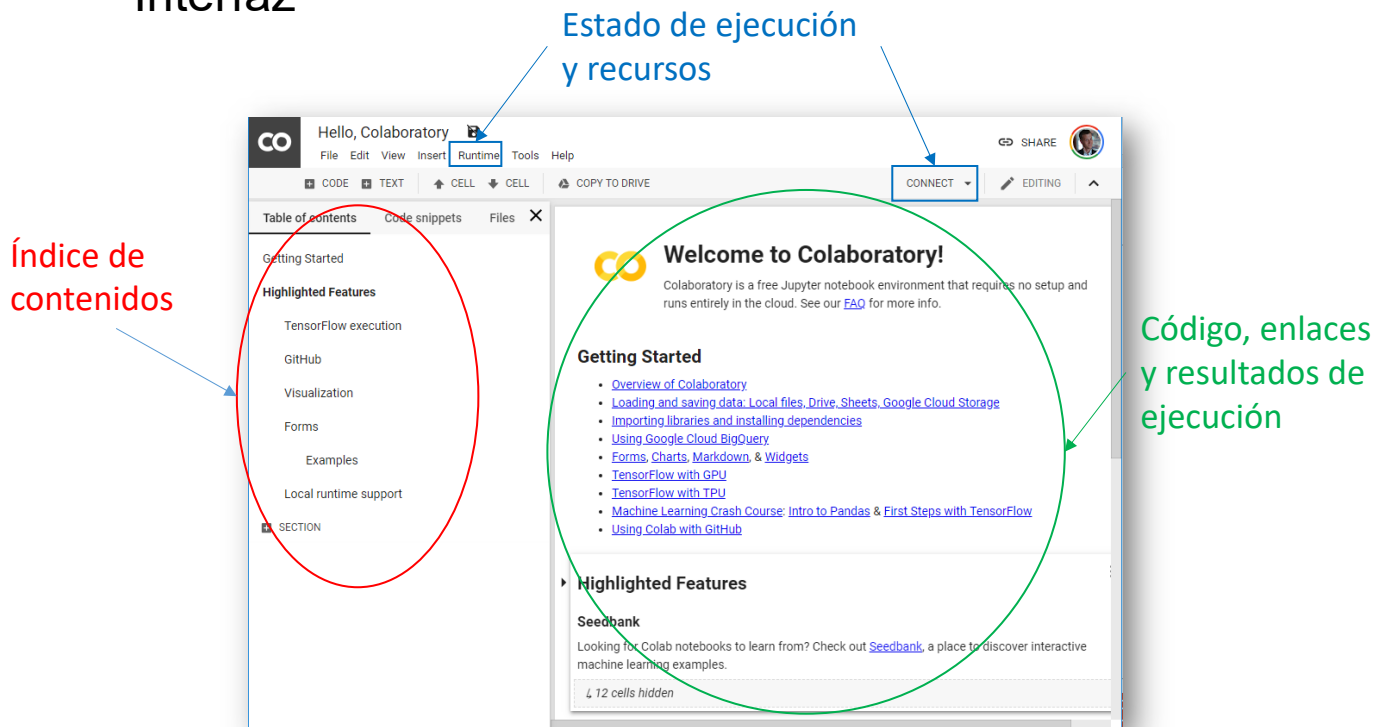 Interfaz
Estado de ejecución
y recursos
CO
Hello, Colaboratory
SHARE
File Edit View Insert Runtime Tools Help
CODE TEXT CELL CELL COPY TO DRIVE CONNECT EDITING
Table of contents Code snippets Files
Getting Started
Highlighted Features
TensorFlow execution
GitHub
Visualization
Forms
Examples
Local runtime support
SECTION
Índice de
contenidos
Welcome to Colaboratory!
Colaboratory is a free Jupyter notebook environment that requires no setup and
runs entirely in the cloud. See our FAQ for more info.
Getting Started
• Overview of Colaboratory
• Loading and saving data: Local files, Drive, Sheets, Google Cloud Storage
• Importing libraries and installing dependencies
• Using Google Cloud BigQuery
• Forms, Charts, Markdown, & Widgets
• TensorFlow with GPU
• TensorFlow with TPU
• Machine Learning Crash Course: Intro to Pandas & First Steps with TensorFlow
• Using Colab with GitHub
Highlighted Features
Seedbank
Looking for Colab notebooks to learn from? Check out Seedbank, a place to discover interactive
machine learning examples.
↳ 12 cells hidden
Código, enlaces
y resultados de
ejecución